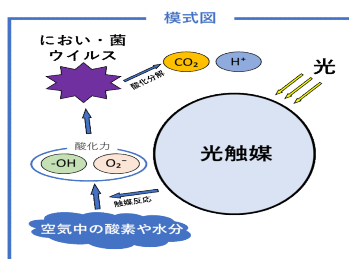 模式図
におい・菌
ウイルス
酸化分解
CO₂
H⁺
光
光触媒
酸化力
-OH
O₂⁻
触媒反応
空気中の酸素や水分